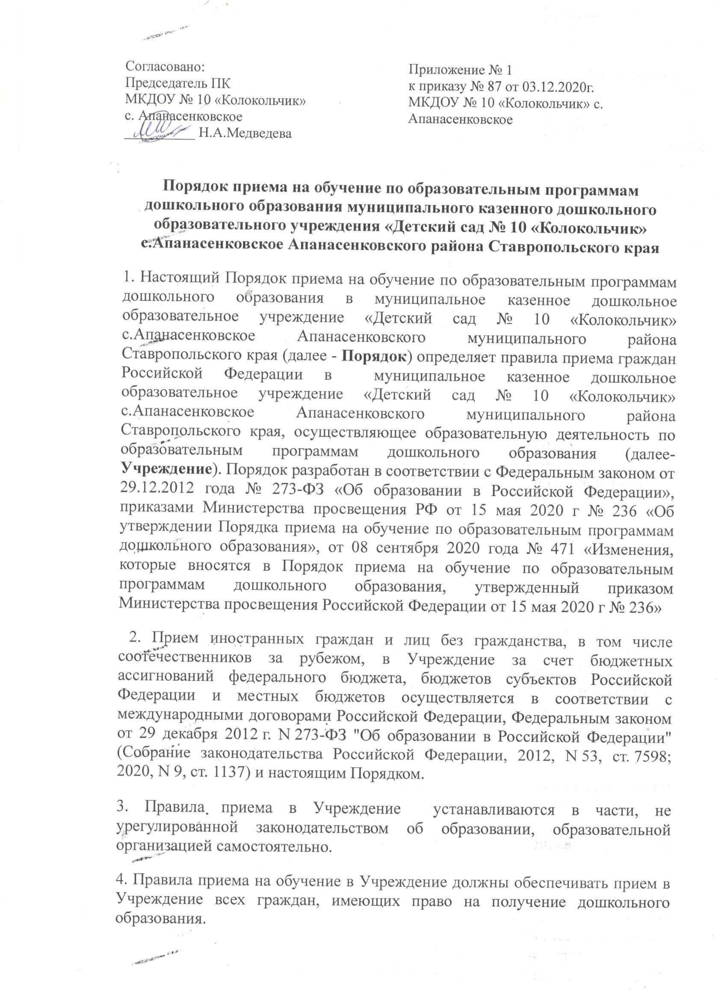 Согласовано:
Председатель ПК
МКДОУ № 10 «Колокольчик»
с. Апанасенковское
__________ Н.А.Медведева
Приложение № 1
к приказу № 87 от 03.12.2020г.
МКДОУ № 10 «Колокольчик» с.
Апанасенковское
Порядок приема на обучение по образовательным программам
дошкольного образования муниципального казенного дошкольного
образовательного учреждения «Детский сад № 10 «Колокольчик»
с.Апанасенковское Апанасенковского района Ставропольского края
1. Настоящий Порядок приема на обучение по образовательным программам
дошкольного образования в муниципальное казенное дошкольное
образовательное учреждение «Детский сад № 10 «Колокольчик»
с.Апанасенковское Апанасенковского муниципального района
Ставропольского края (далее - Порядок) определяет правила приема граждан
Российской Федерации в муниципальное казенное дошкольное
образовательное учреждение «Детский сад № 10 «Колокольчик»
с.Апанасенковское Апанасенковского муниципального района
Ставропольского края, осуществляющее образовательную деятельность по
образовательным программам дошкольного образования (далее-
Учреждение). Порядок разработан в соответствии с Федеральным законом от
29.12.2012 года № 273-ФЗ «Об образовании в Российской Федерации»,
приказами Министерства просвещения РФ от 15 мая 2020 г № 236 «Об
утверждении Порядка приема на обучение по образовательным программам
дошкольного образования», от 08 сентября 2020 года № 471 «Изменения,
которые вносятся в Порядок приема на обучение по образовательным
программам дошкольного образования, утвержденный приказом
Министерства просвещения Российской Федерации от 15 мая 2020 г № 236»
2. Прием иностранных граждан и лиц без гражданства, в том числе
соотечественников за рубежом, в Учреждение за счет бюджетных
ассигнований федерального бюджета, бюджетов субъектов Российской
Федерации и местных бюджетов осуществляется в соответствии с
международными договорами Российской Федерации, Федеральным законом
от 29 декабря 2012 г. N 273-ФЗ "Об образовании в Российской Федерации"
(Собрание законодательства Российской Федерации, 2012, N 53, ст. 7598;
2020, N 9, ст. 1137) и настоящим Порядком.
3. Правила приема в Учреждение устанавливаются в части, не
урегулированной законодательством об образовании, образовательной
организацией самостоятельно.
4. Правила приема на обучение в Учреждение должны обеспечивать прием в
Учреждение всех граждан, имеющих право на получение дошкольного
образования.